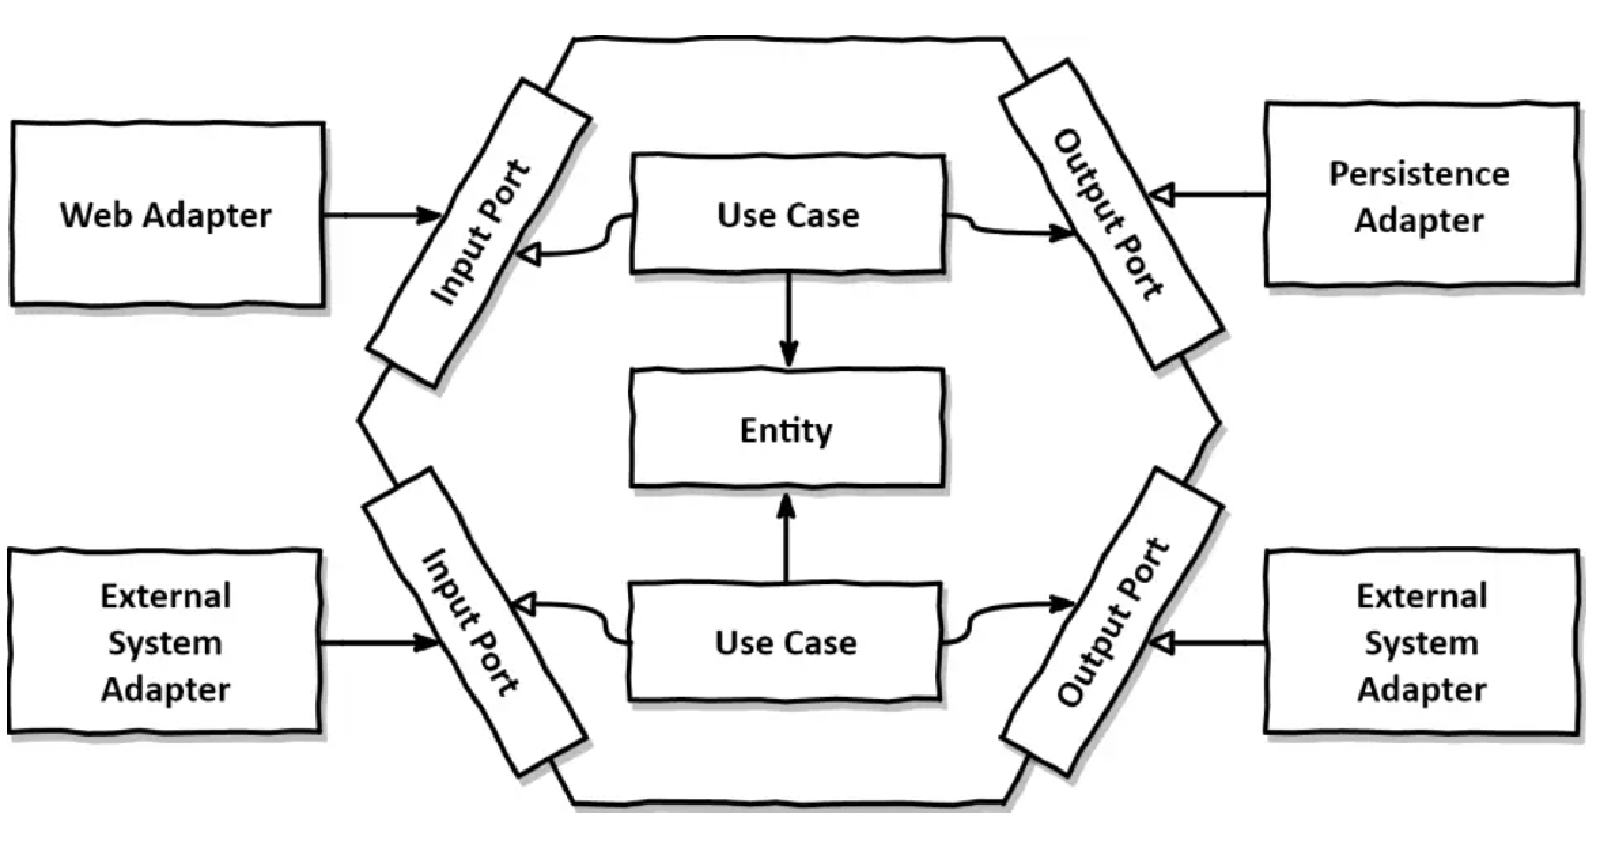 Web Adapter
Input Port
Use Case
Output Port
Persistence
Adapter
Entity
External
System
Adapter
Input Port
Use Case
Output Port
External
System
Adapter